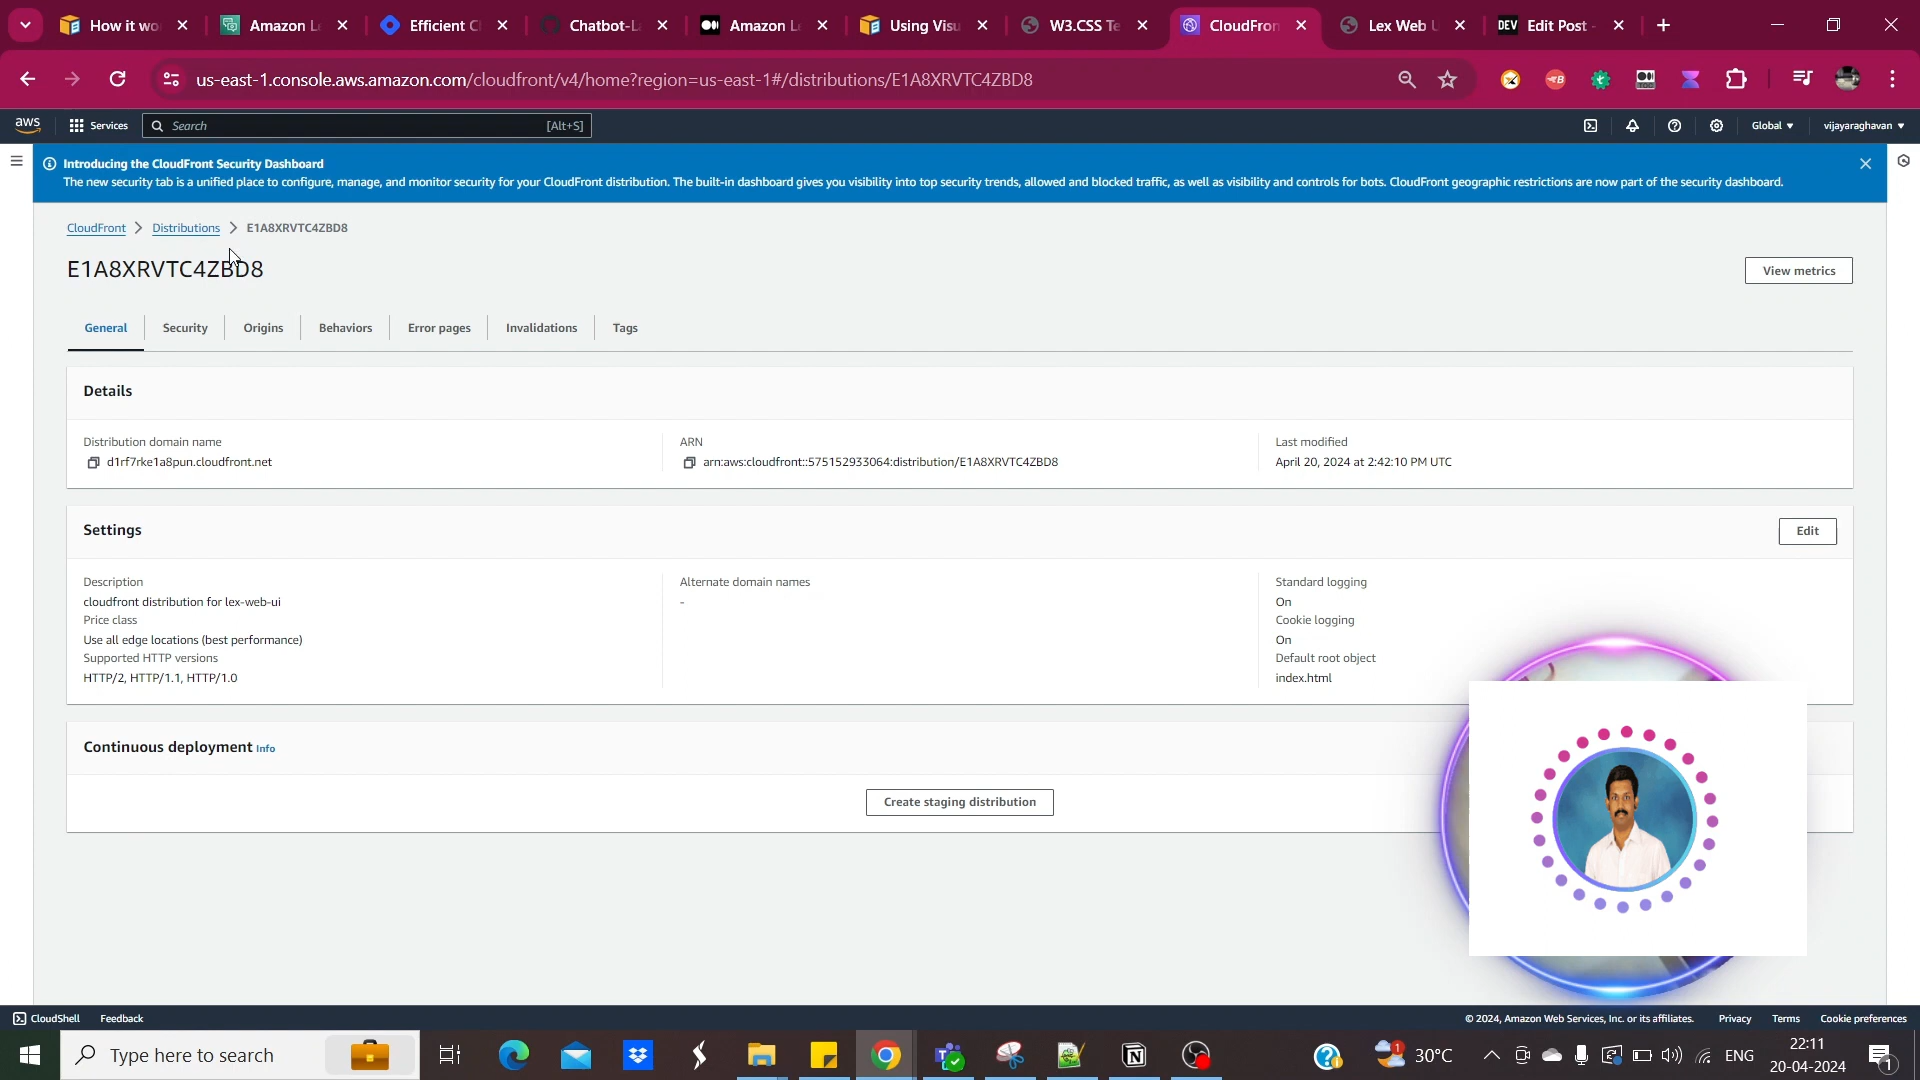 How it wo
Amazon L
Efficient C
Chatbot-L
Amazon L
Using Visu
W3.CSS Te
CloudFron
Lex Web U
DEV Edit Post -
us-east-1.console.aws.amazon.com/cloudfront/v4/home?region=us-east-1#/distributions/E1A8XRVTC4ZBD8
aws
Services
Search
[Alt+S]
Global
vijayaraghavan
Introducing the CloudFront Security Dashboard
The new security tab is a unified place to configure, manage, and monitor security for your CloudFront distribution. The built-in dashboard gives you visibility into top security trends, allowed and blocked traffic, as well as visibility and controls for bots. CloudFront geographic restrictions are now part of the security dashboard.
CloudFront > Distributions > E1A8XRVTC4ZBD8
E1A8XRVTC4ZBD8
View metrics
General
Security
Origins
Behaviors
Error pages
Invalidations
Tags
Details
Distribution domain name
d1rf7rke1a8pun.cloudfront.net
ARN
arn:aws:cloudfront::575152933064:distribution/E1A8XRVTC4ZBD8
Last modified
April 20, 2024 at 2:42:10 PM UTC
Settings
Edit
Description
cloudfront distribution for lex-web-ui
Price class
Use all edge locations (best performance)
Supported HTTP versions
HTTP/2, HTTP/1.1, HTTP/1.0
Alternate domain names
-
Standard logging
On
Cookie logging
On
Default root object
index.html
Continuous deployment Info
Create staging distribution
CloudShell
Feedback
© 2024, Amazon Web Services, Inc. or its affiliates.
Privacy
Terms
Cookie preferences
Type here to search
1
30°C
ENG
22:11
20-04-2024
1